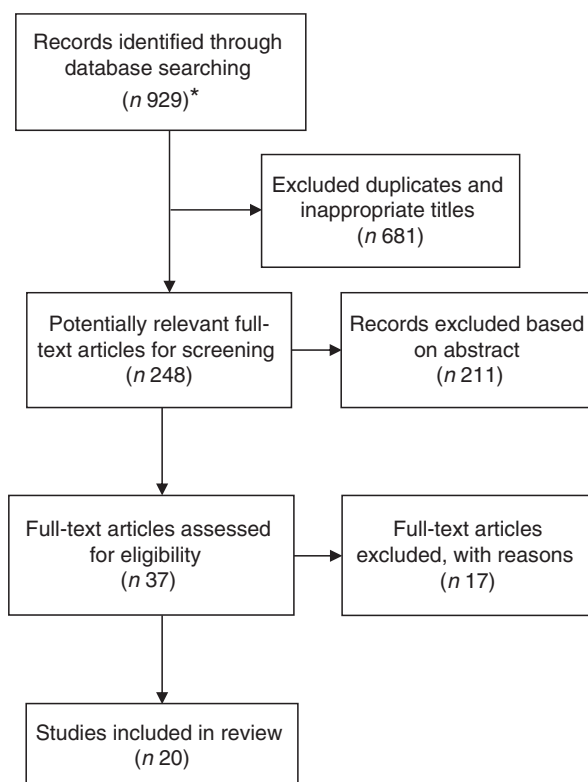 Records identified through
database searching
(n 929)*
Excluded duplicates and
inappropriate titles
(n 681)
Potentially relevant full-
text articles for screening
(n 248)
Records excluded based
on abstract
(n 211)
Full-text articles assessed
for eligibility
(n 37)
Full-text articles
excluded, with reasons
(n 17)
Studies included in review
(n 20)